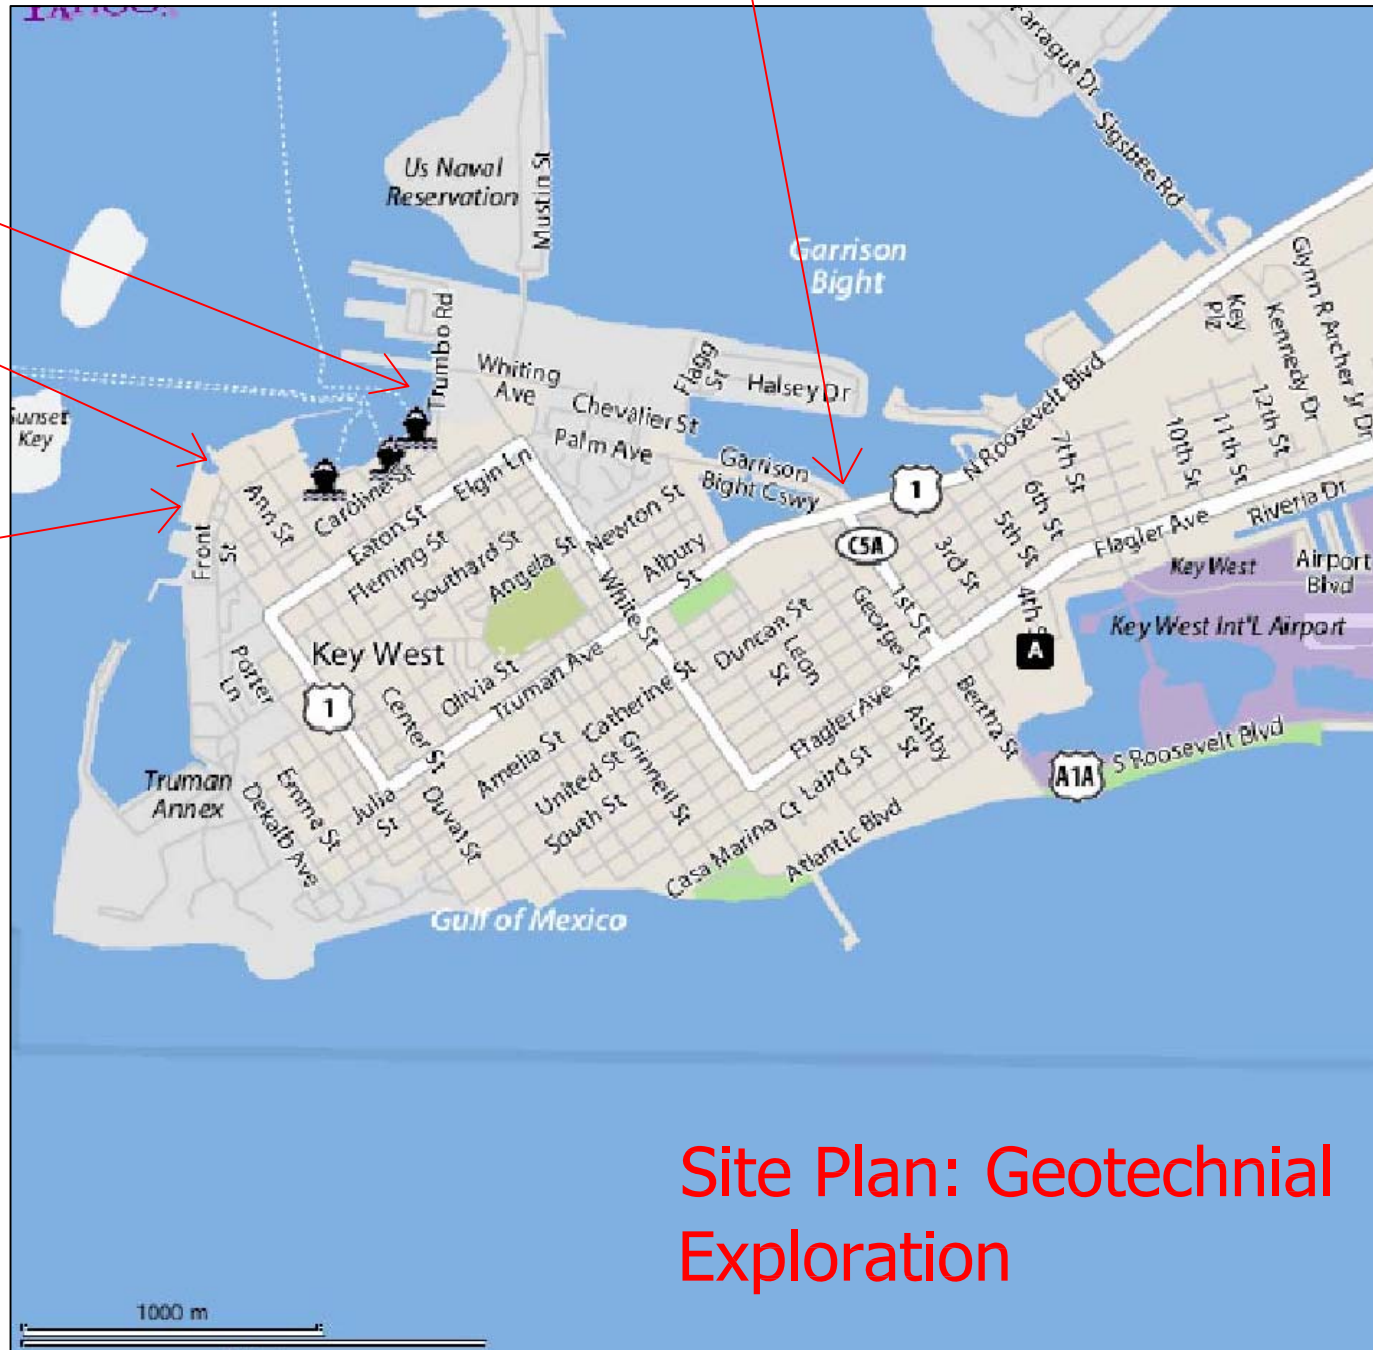 YAHOO!
Farragut Dr
Sigsbee Rd
Us Naval
Reservation
Mustin St
Garrison
Bight
Glynn R Archer Jr Dr
Key
Plz
Kennedy Dr
Trumbo Rd
Whiting
Ave
Flagg
St
Halsey Dr
Chevalier St
Palm Ave
Garrison
Bight Cswy
N Roosevelt Blvd
Sunset
Key
12th St
11th St
10th St
7th St
6th St
5th St
4th S
3rd St
1
C5A
1st St
George St
Flagler Ave
Riveria Dr
Key West
Airport
Blvd
Key West Int'L Airport
A
Elgin Ln
Caroline St
Ann St
Front
St
Eaton St
Fleming St
Southard St
Angela St
Newton St
Albury
St
White St
Key West
Olivia St
Truman Ave
Porter
Ln
1
Center St
Duncan St
Leon
St
Catherine St
Amelia St
United St
South St
Grinnell St
Flagler Ave
Ashby
St
Bertha St
A1A
S Roosevelt Blvd
Laird St
Casa Marina Ct
Atlantic Blvd
Truman
Annex
Emma St
Dekalb Ave
Julia
St
Duval St
Gulf of Mexico
Site Plan: Geotechnial
Exploration
1000 m